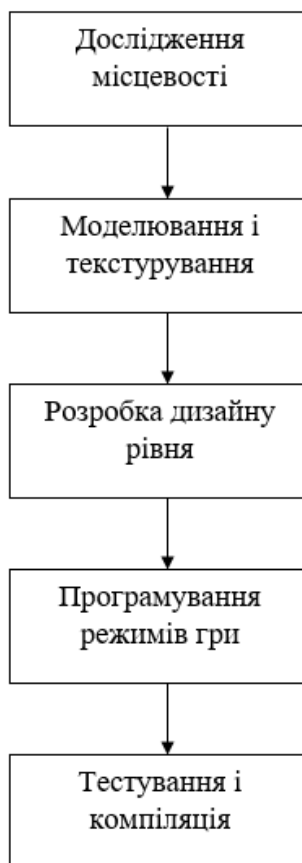 Дослідження
місцевості
Моделювання і
текстурування
Розробка дизайну
рівня
Програмування
режимів гри
Тестування і
компіляція